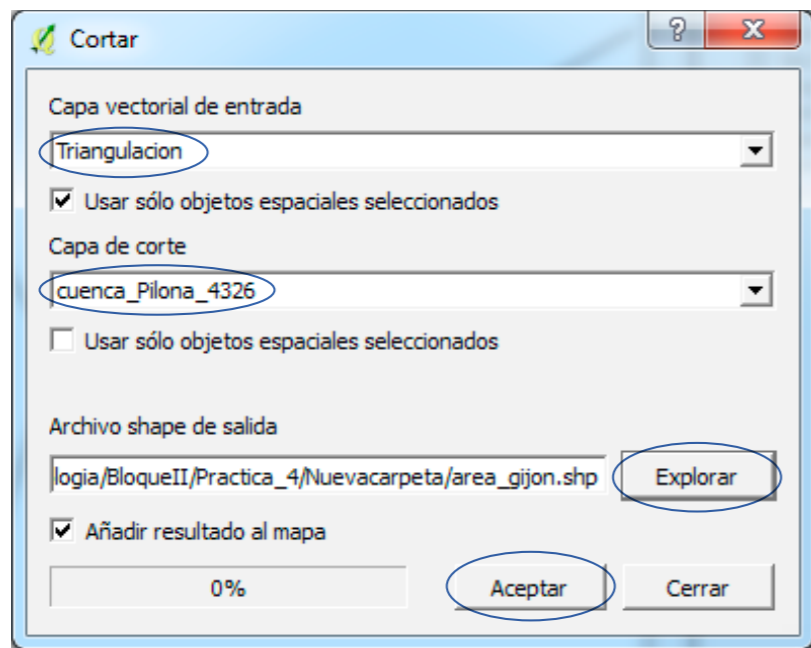 Cortar
Capa vectorial de entrada
Triangulacion
Usar sólo objetos espaciales seleccionados
Capa de corte
cuenca_Pilona_4326
Usar sólo objetos espaciales seleccionados
Archivo shape de salida
logia/BloqueII/Practica_4/Nuevacarpeta/area_gijon.shp Explorar
Añadir resultado al mapa
0% Aceptar Cerrar